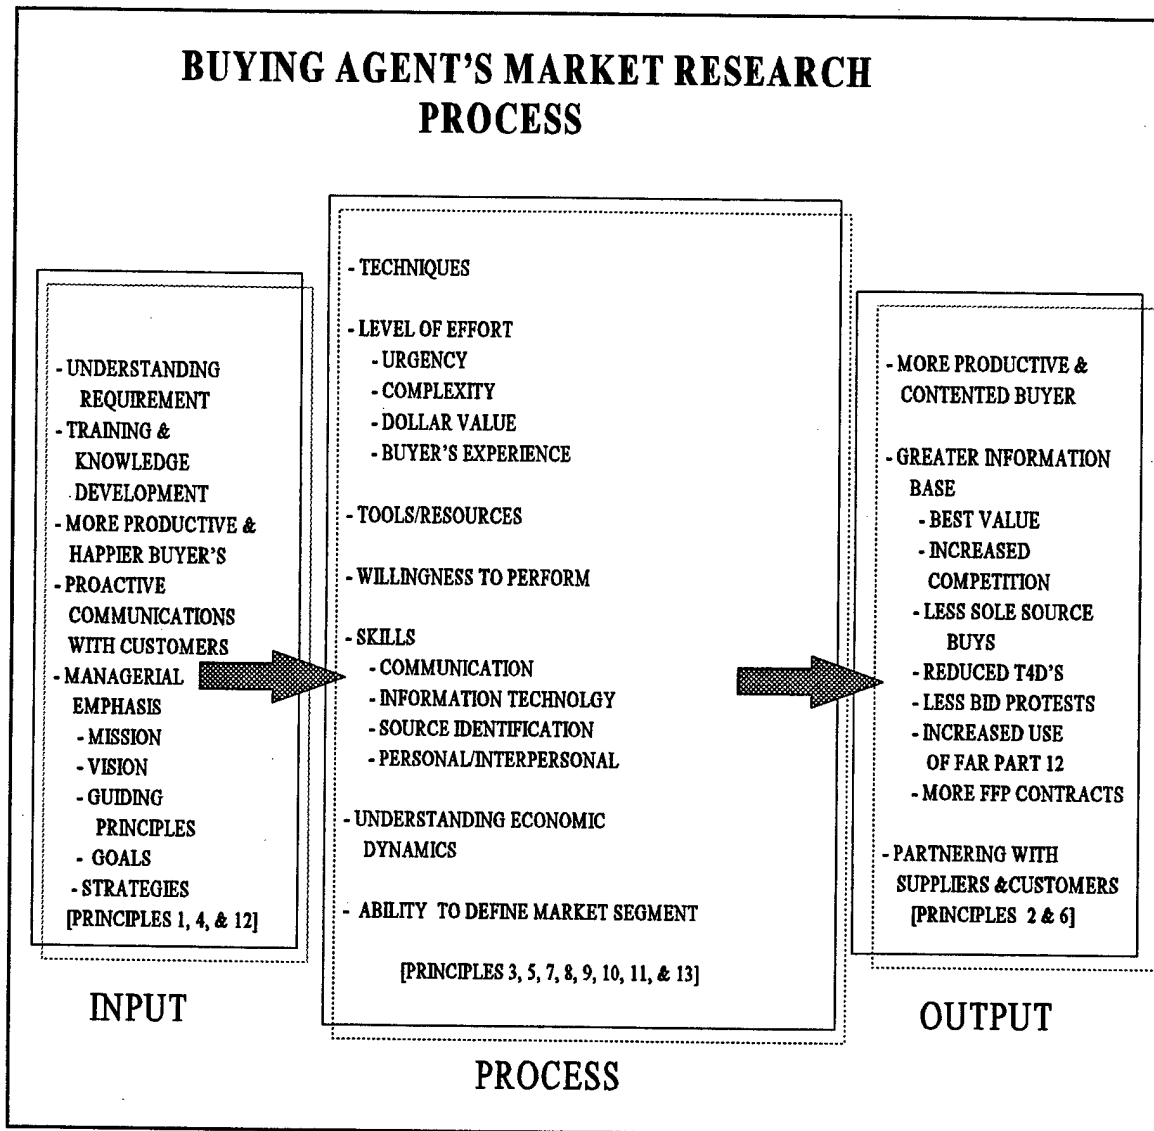 BUYING AGENT'S MARKET RESEARCH
PROCESS
- UNDERSTANDING
REQUIREMENT
- TRAINING &
KNOWLEDGE
DEVELOPMENT
- MORE PRODUCTIVE &
HAPPIER BUYER'S
- PROACTIVE
COMMUNICATIONS
WITH CUSTOMERS
- MANAGERIAL
EMPHASIS
- MISSION
- VISION
- GUIDING
PRINCIPLES
- GOALS
- STRATEGIES
[PRINCIPLES 1, 4, & 12]
INPUT
- TECHNIQUES
- LEVEL OF EFFORT
- URGENCY
- COMPLEXITY
- DOLLAR VALUE
- BUYER'S EXPERIENCE
- TOOLS/RESOURCES
- WILLINGNESS TO PERFORM
- SKILLS
- COMMUNICATION
- INFORMATION TECHNOLGY
- SOURCE IDENTIFICATION
- PERSONAL/INTERPERSONAL
- UNDERSTANDING ECONOMIC
DYNAMICS
- ABILITY TO DEFINE MARKET SEGMENT
[PRINCIPLES 3, 5, 7, 8, 9, 10, 11, & 13]
PROCESS
- MORE PRODUCTIVE &
CONTENTED BUYER
- GREATER INFORMATION
BASE
- BEST VALUE
- INCREASED
COMPETITION
- LESS SOLE SOURCE
BUYS
- REDUCED T4D'S
- LESS BID PROTESTS
- INCREASED USE
OF FAR PART 12
- MORE FFP CONTRACTS
- PARTNERING WITH
SUPPLIERS &CUSTOMERS
[PRINCIPLES 2 & 6]
OUTPUT